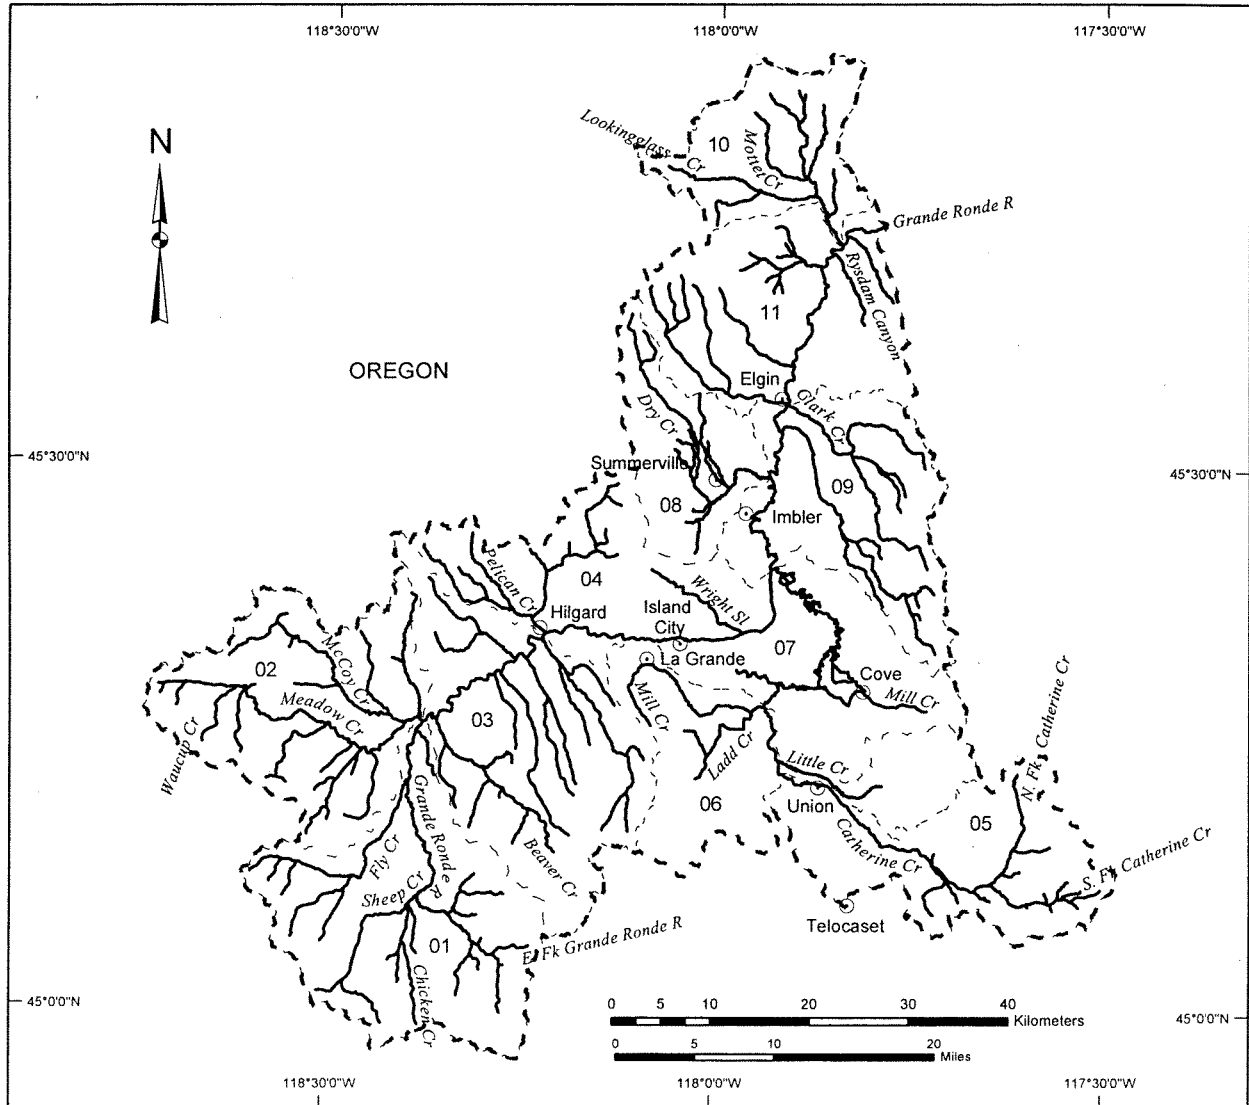 118°30'0"W
118°0'0"W
117°30'0"W
N
Lookingglass Cr
10
Mottet Cr
Grande Ronde R
Rysdam Canyon
11
OREGON
Elgin
Dry Cr
Clark Cr
45°30'0"N
45°30'0"N
Summerville
09
08
Imbler
Pelican Cr
04
Wright Sl
Hilgard
Island
City
07
La Grande
Cove
02
McCoy Cr
Mill Cr
Mill Cr
N. Fk Catherine Cr
Meadow Cr
03
Waucup Cr
Ladd Cr
Little Cr
Grande Ronde R
06
Union
05
Fly Cr
Beaver Cr
Catherine Cr
S. Fk Catherine Cr
Sheep Cr
Telocaset
01
E. Fk Grande Ronde R
Chicken Cr
45°0'0"N
45°0'0"N
0 5 10 20 30 40
Kilometers
0 5 10 20
Miles
118°30'0"W
118°0'0"W
117°30'0"W